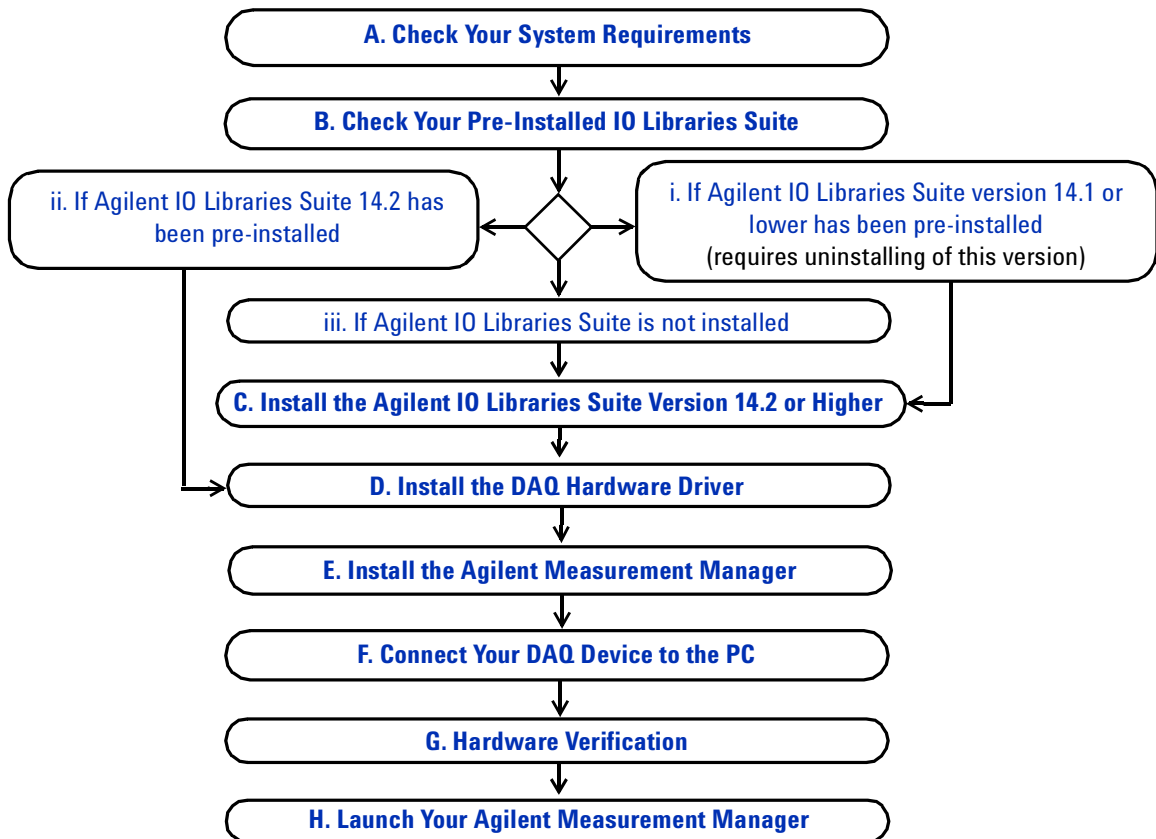 A. Check Your System Requirements
B. Check Your Pre-Installed IO Libraries Suite
ii. If Agilent IO Libraries Suite 14.2 has
been pre-installed
i. If Agilent IO Libraries Suite version 14.1 or
lower has been pre-installed
(requires uninstalling of this version)
iii. If Agilent IO Libraries Suite is not installed
C. Install the Agilent IO Libraries Suite Version 14.2 or Higher
D. Install the DAQ Hardware Driver
E. Install the Agilent Measurement Manager
F. Connect Your DAQ Device to the PC
G. Hardware Verification
H. Launch Your Agilent Measurement Manager